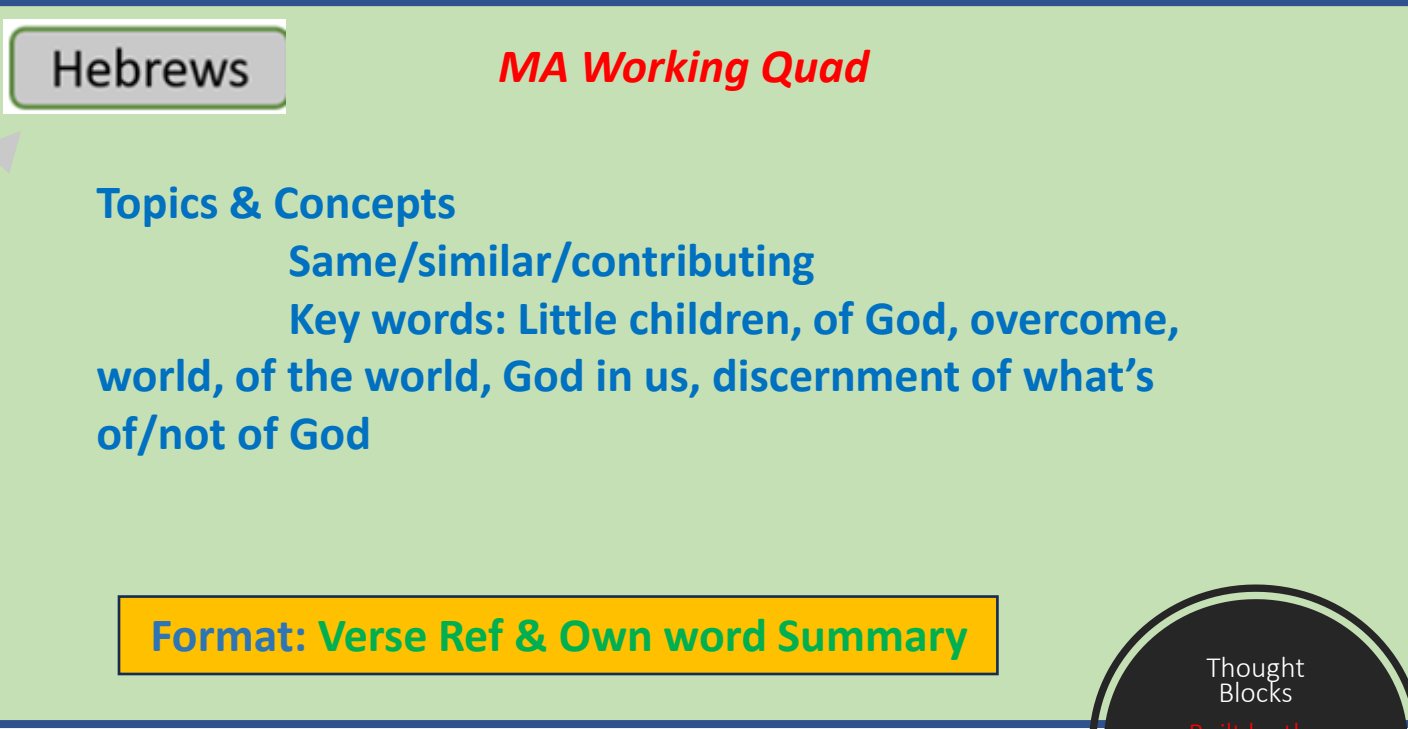 Hebrews
MA Working Quad
Topics & Concepts
Same/similar/contributing
Key words: Little children, of God, overcome,
world, of the world, God in us, discernment of what's
of/not of God
Format: Verse Ref & Own word Summary
Thought
Blocks